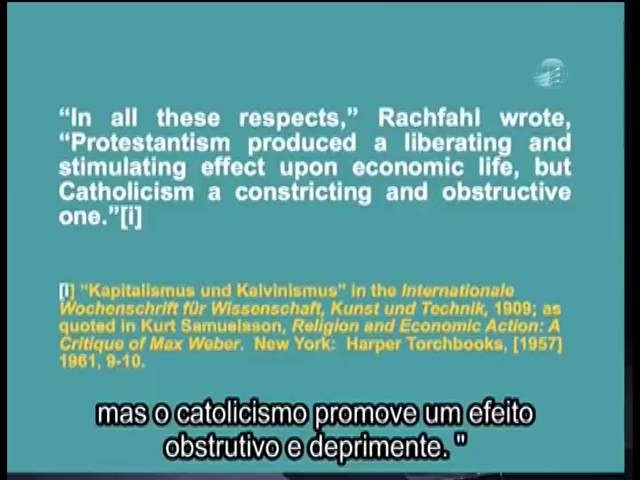 “In all these respects,” Rachfahl wrote,
“Protestantism produced a liberating and
stimulating effect upon economic life, but
Catholicism a constricting and obstructive
one.”[i]
[i] "Kapitalismus und Kalvinismus" in the Internationale
Wochenschrift für Wissenschaft, Kunst und Technik, 1909; as
quoted in Kurt Samuelsson, Religion and Economic Action: A
Critique of Max Weber. New York: Harper Torchbooks, [1957]
1961, 9-10.
mas o catolicismo promove um efeito
obstrutivo e deprimente. "